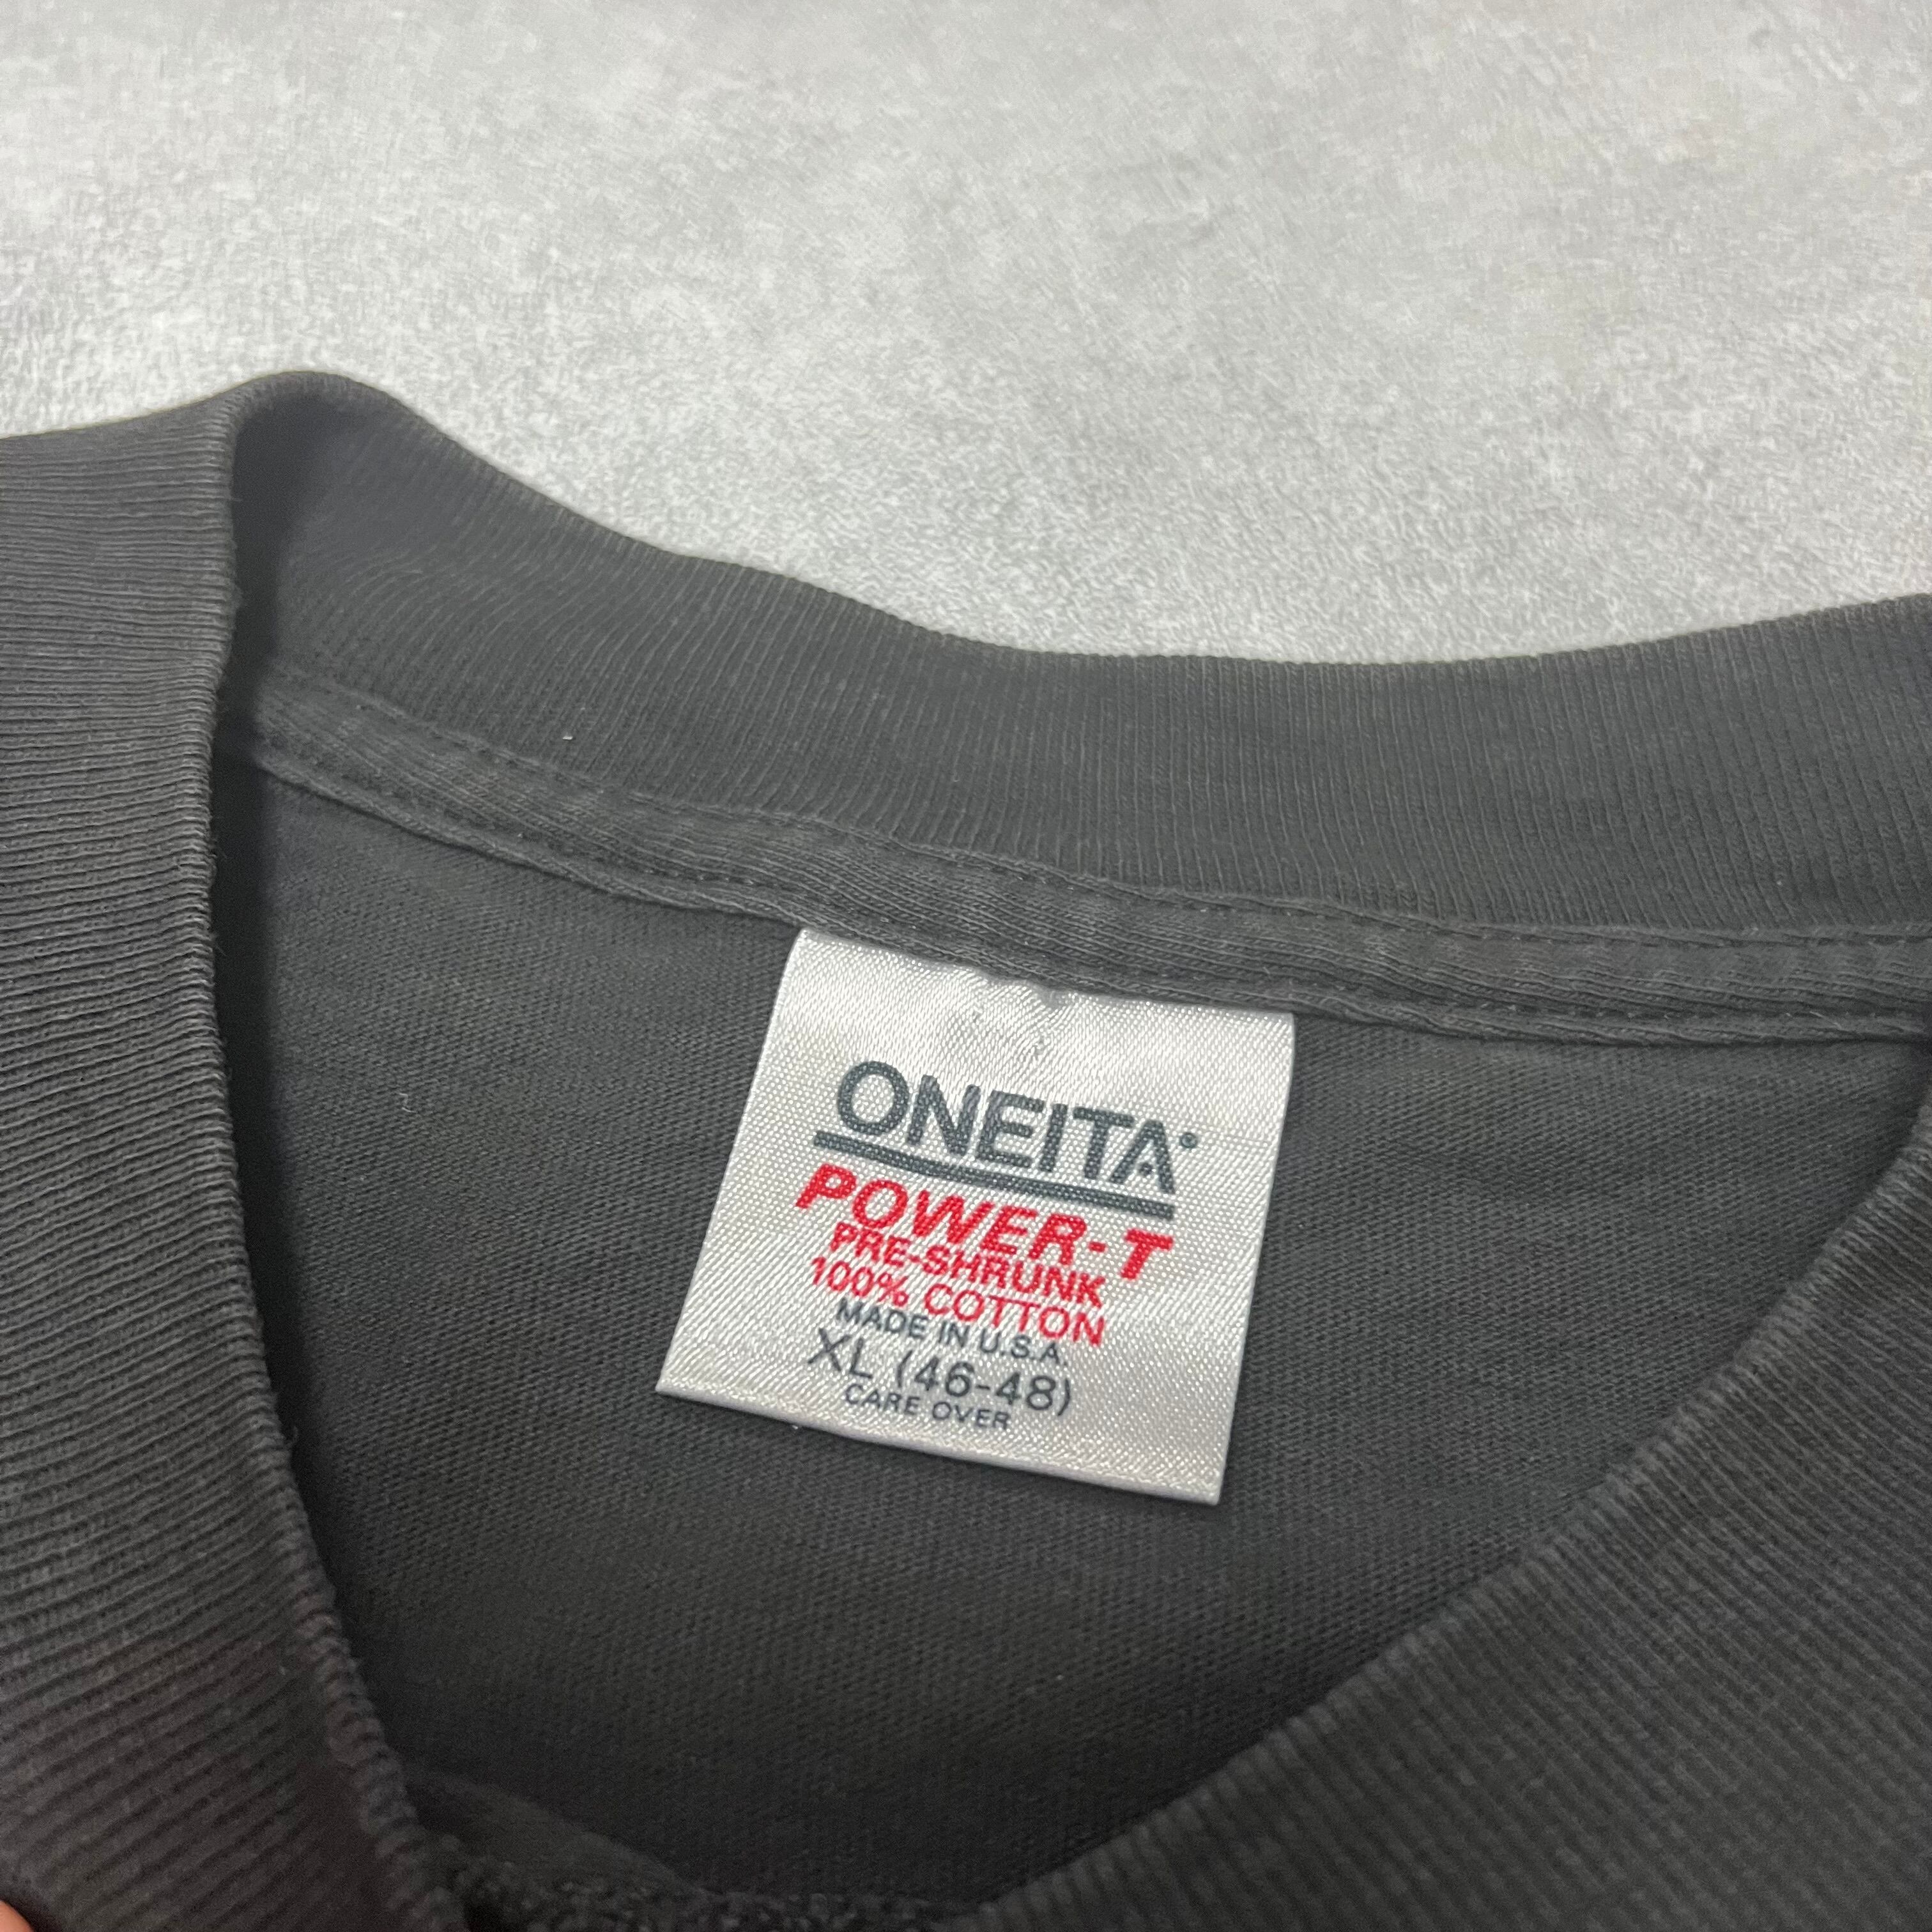 ONEITA
POWER-T
PRE-SHRUNK
100% COTTON
MADE IN U.S.A.
XL (46-48)
CARE OVER